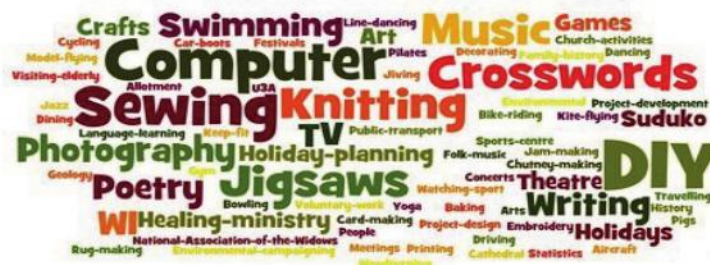 Crafts Swimming Line-dancing Music Games
Cycling Car-boots Festivals Art Church-activities
Model-flying Computer Pilates Decorating Family-history Dancing
Visiting-elderly Jiving Crosswords
Allotment U3A
Jazz Sewing Knitting Environmental Project-development
Dining Bike-riding Kite-flying Suduko
Language-learning Keep-fit TV Public-transport
Photography Holiday-planning Sports-centre
Folk-music Jam-making DIY
Chutney-making
Geology Gym Jigsaws Concerts Theatre
Poetry Watching-sport Travelling
Bowling Voluntary-work Yoga Baking Arts Writing History
WI Healing-ministry Card-making Pigs
People Project-design Embroidery Holidays
National-Association-of-the-Widows Driving
Rug-making Environmental-campaigning Meetings Printing Cathedral Statistics Aircraft